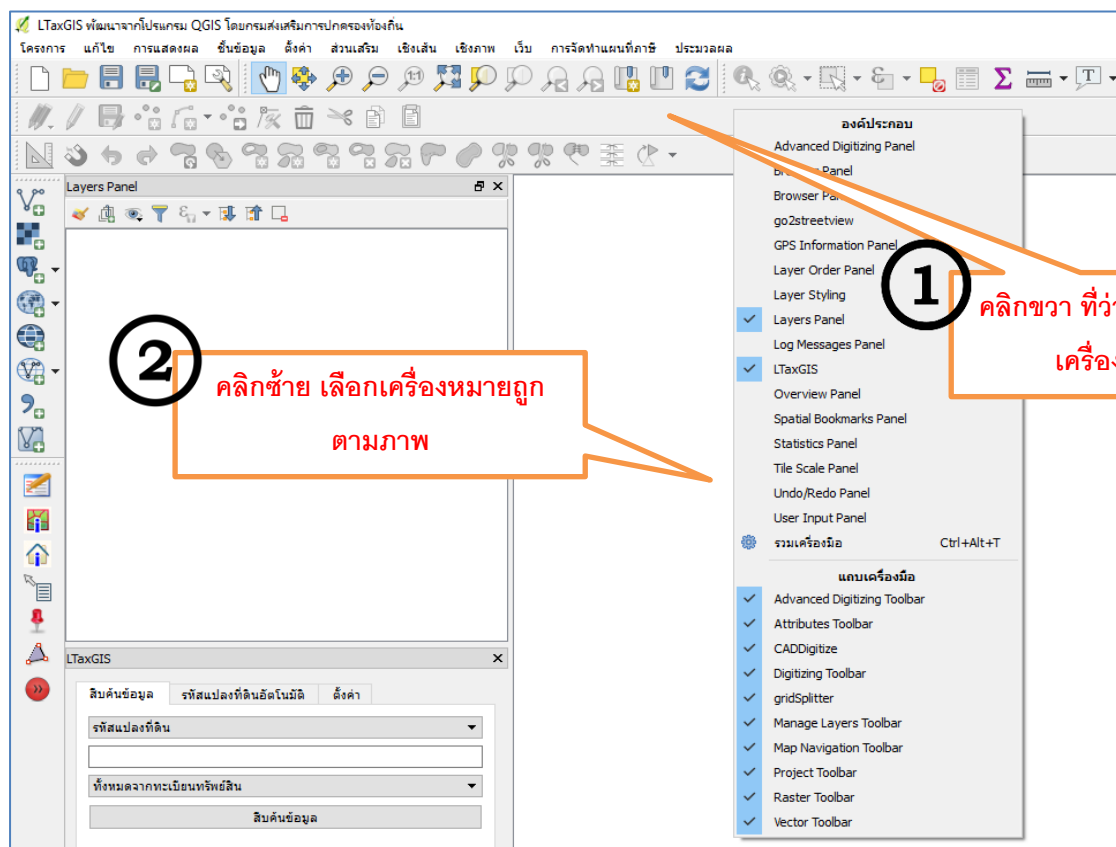 LTaxGIS พัฒนาจากโปรแกรม QGIS โดยกรมส่งเสริมการปกครองท้องถิ่น
โครงการ แก้ไข การแสดงผล ชั้นข้อมูล ตั้งค่า ส่วนเสริม เชิงเส้น เชิงภาพ เว็บ การจัดทำแผนที่ภาษี ประมวลผล
องค์ประกอบ
Advanced Digitizing Panel
Panel
Browser
go2streetview
GPS Information Panel
Layer Order Panel
Layer Styling
Layers Panel
Log Messages Panel
LTaxGIS
Overview Panel
Spatial Bookmarks Panel
Statistics Panel
Tile Scale Panel
Undo/Redo Panel
User Input Panel
รวมเครื่องมือ Ctrl+Alt+T
แถบเครื่องมือ
Advanced Digitizing Toolbar
Attributes Toolbar
CADDigitize
Digitizing Toolbar
gridSplitter
Manage Layers Toolbar
Map Navigation Toolbar
Project Toolbar
Raster Toolbar
Vector Toolbar
1
คลิกขวา ที่ว่า
เครื่อง
Layers Panel
2
คลิกซ้าย เลือกเครื่องหมายถูก
ตามภาพ
LTaxGIS
สืบค้นข้อมูล รหัสแปลงที่ดินอัตโนมัติ ตั้งค่า
รหัสแปลงที่ดิน
ทั้งหมดจากทะเบียนทรัพย์สิน
สืบค้นข้อมูล